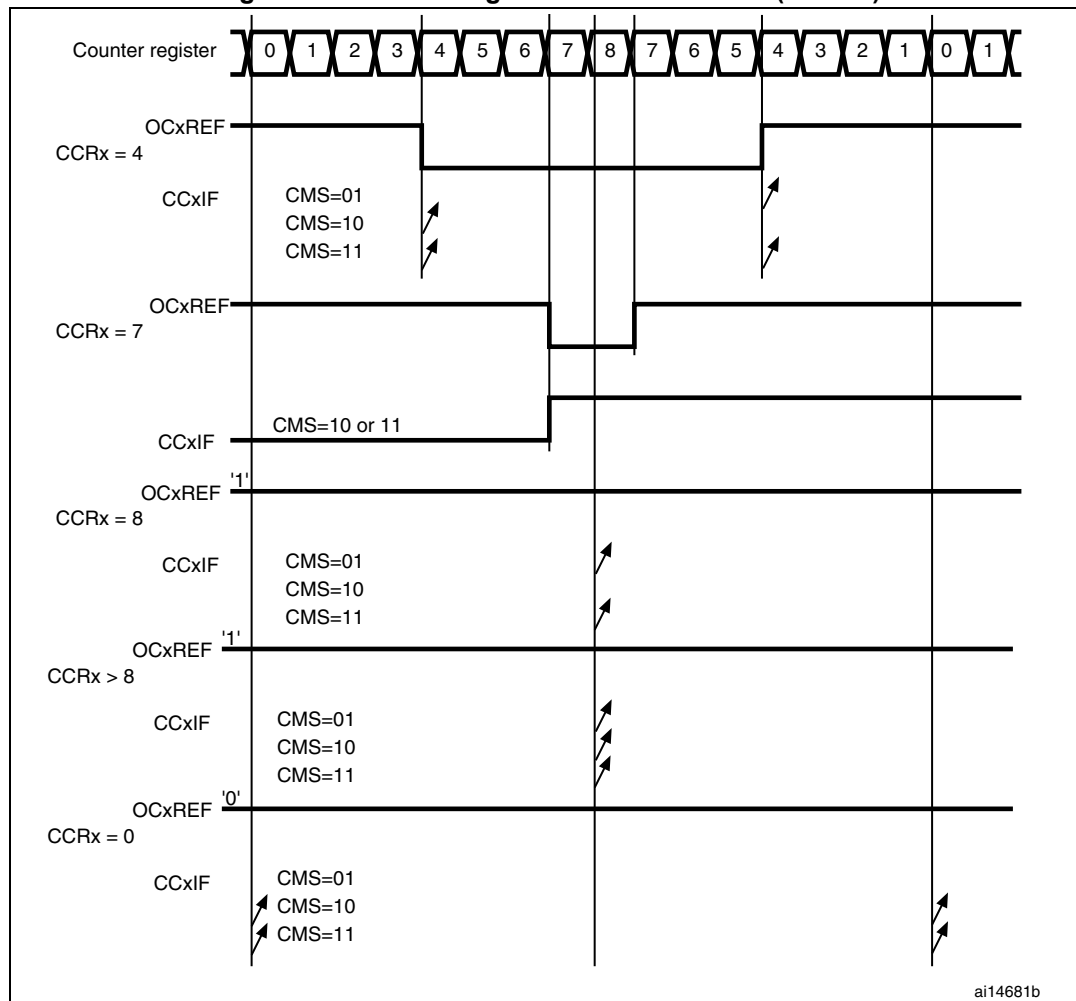 Counter register 0 1 2 3 4 5 6 7 8 7 6 5 4 3 2 1 0 1
OCxREF
CCRx = 4
CCxIF
CMS=01
CMS=10
CMS=11
OCxREF
CCRx = 7
CMS=10 or 11
CCxIF
'1'
OCxREF
CCRx = 8
CCxIF
CMS=01
CMS=10
CMS=11
'1'
OCxREF
CCRx > 8
CCxIF
CMS=01
CMS=10
CMS=11
'0'
OCxREF
CCRx = 0
CCxIF
CMS=01
CMS=10
CMS=11
ai14681b